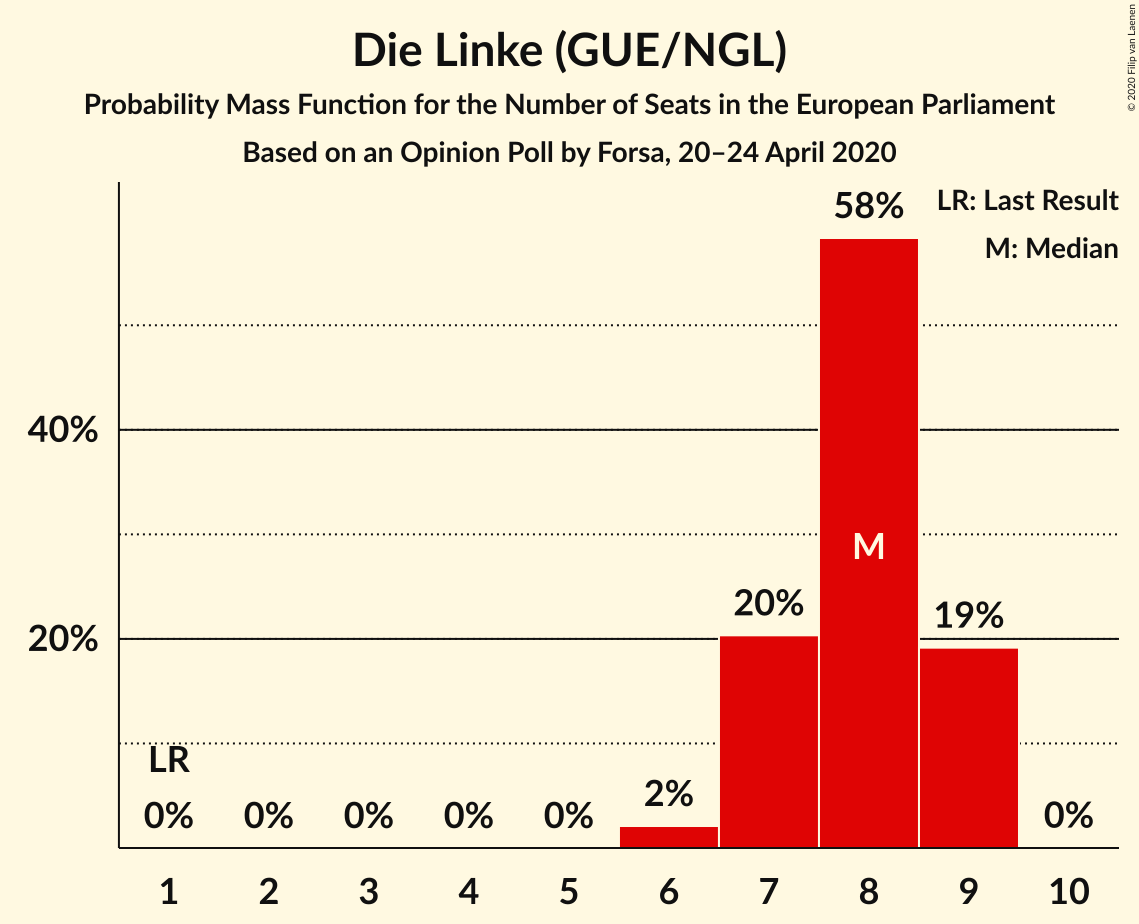 Die Linke (GUE/NGL)
Probability Mass Function for the Number of Seats in the European Parliament
Based on an Opinion Poll by Forsa, 20–24 April 2020
© 2020 Filip van Laenen
LR: Last Result
M: Median
58%
40%
M
20%
19%
20%
LR
2%
0%
0%
0%
0%
0%
0%
1
2
3
4
5
6
7
8
9
10